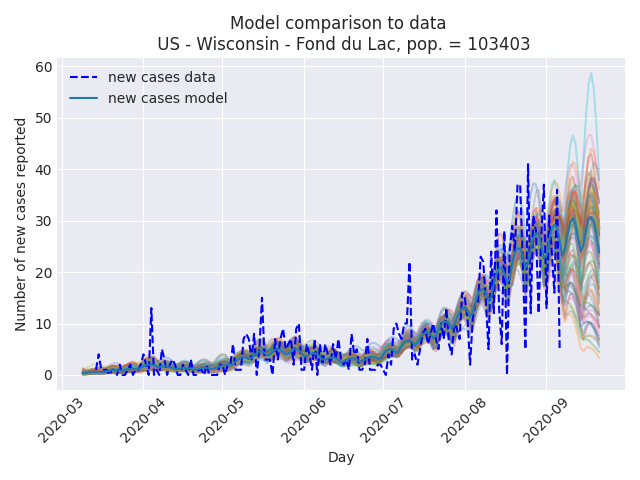 Model comparison to data
US - Wisconsin - Fond du Lac, pop. = 103403
new cases data
new cases model
Number of new cases reported
60
50
40
30
20
10
0
2020-03
2020-04
2020-05
2020-06
2020-07
2020-08
2020-09
Day